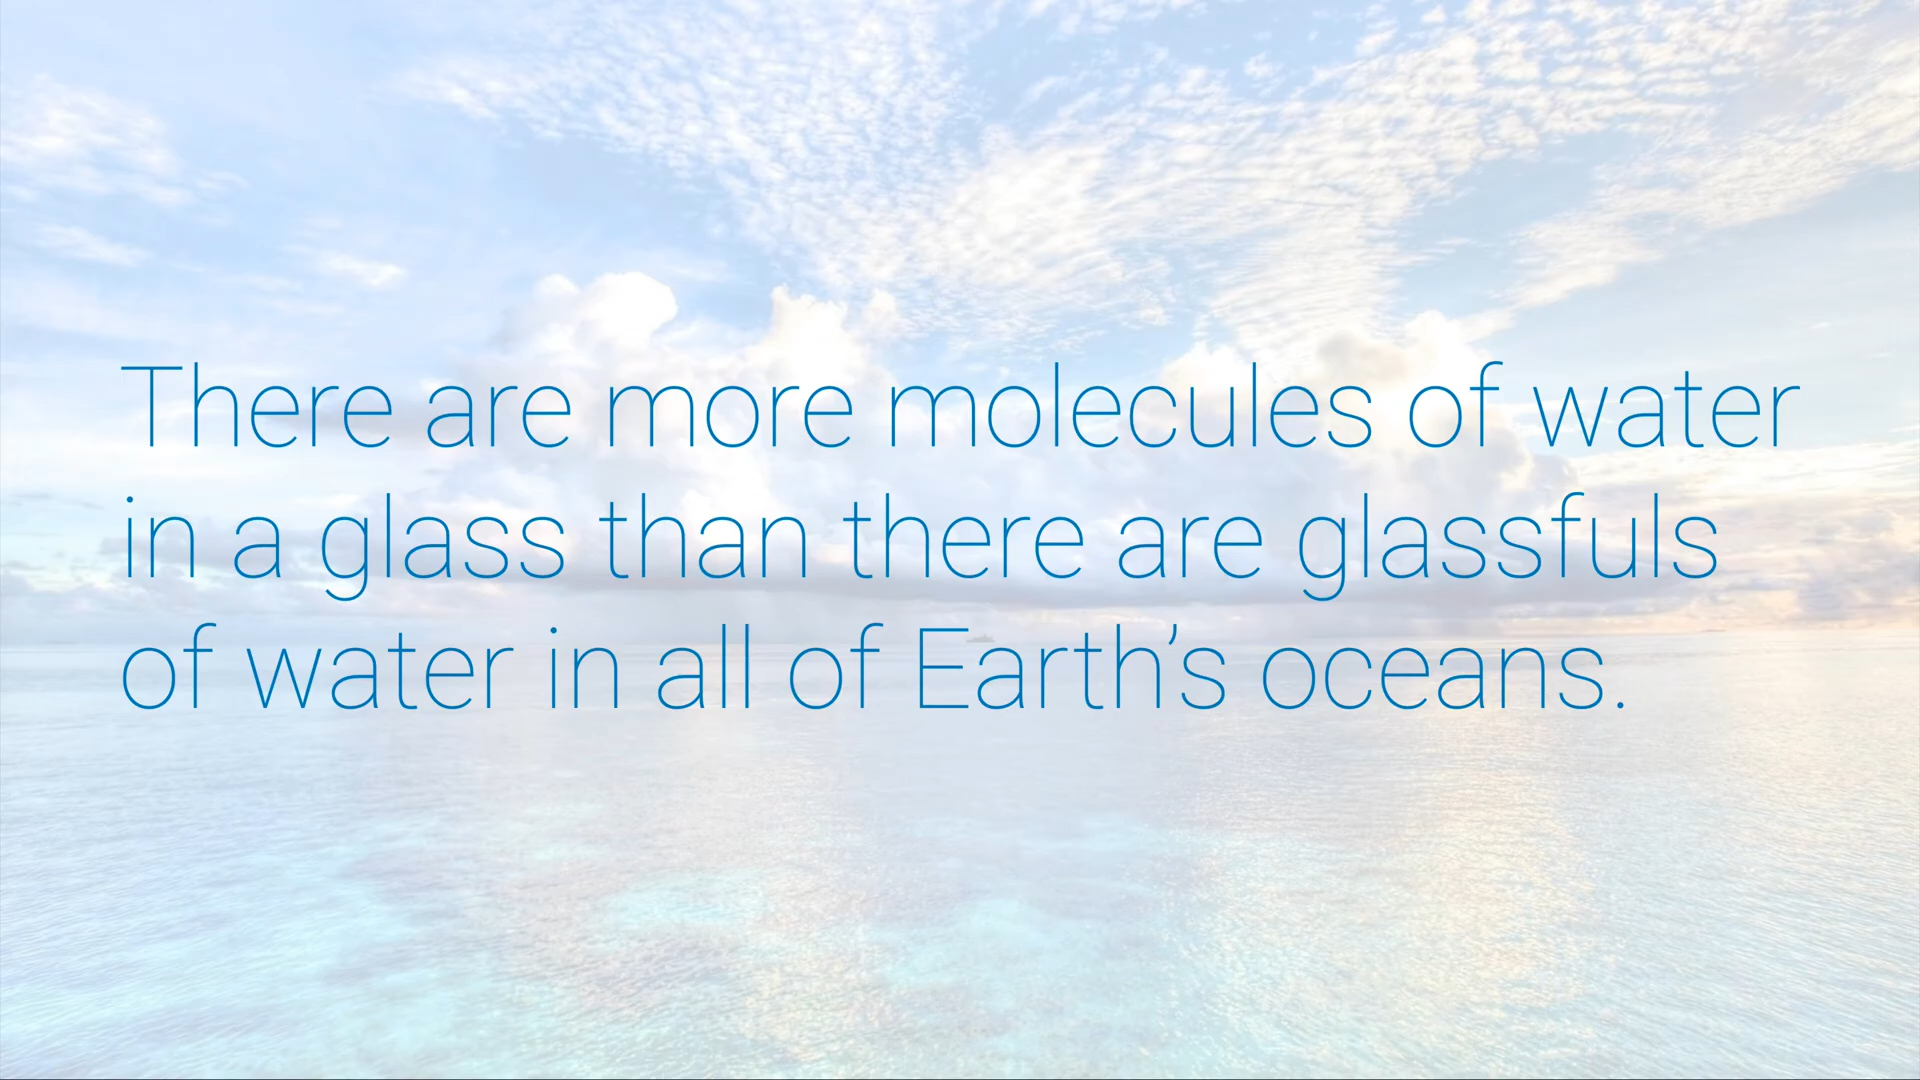 There are more molecules of water
in a glass than there are glassfuls
of water in all of Earth’s oceans.